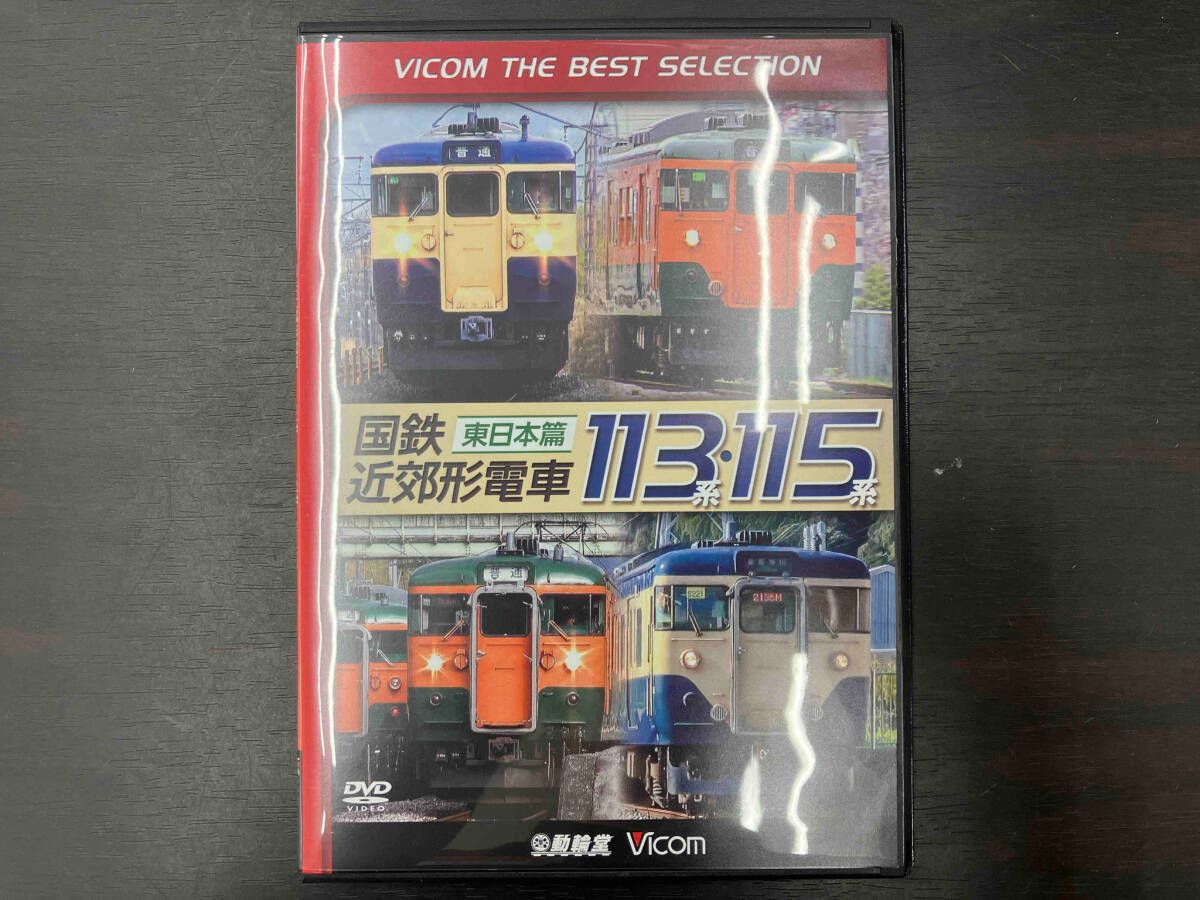 VICOM THE BEST SELECTION
普通
国鉄 東日本篇
近郊形電車
113系・115系
普通
S221
DVD
VIDEO
動輪堂 Vicom